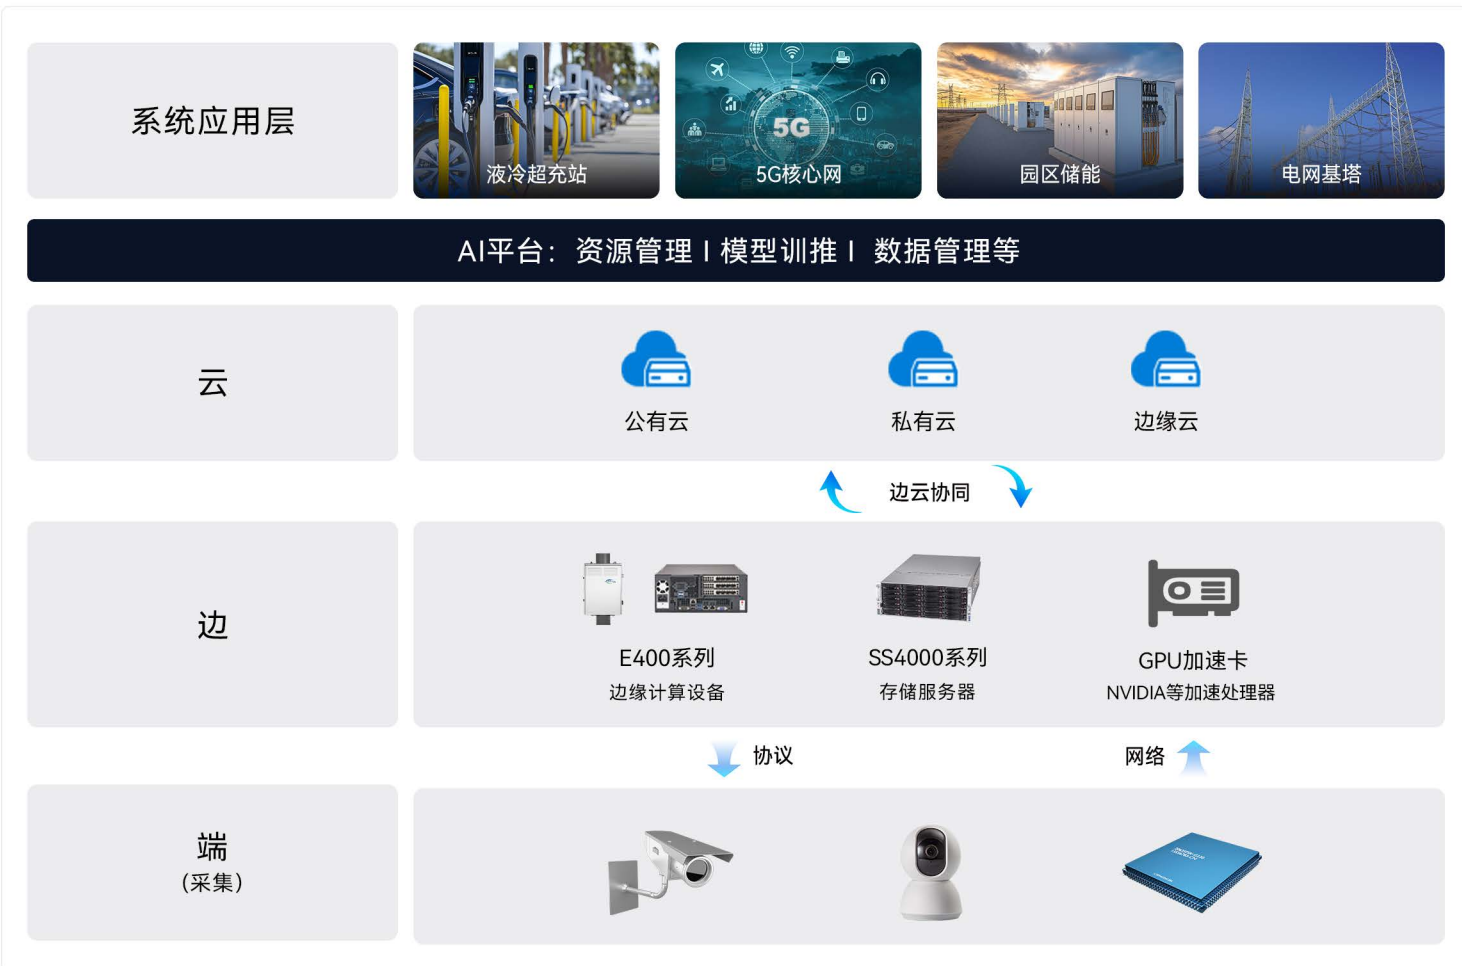 系统应用层
液冷超充站
5G
5G核心网
园区储能
电网基塔
AI平台：资源管理 | 模型训推 | 数据管理等
云
公有云
私有云
边缘云
边云协同
边
E400系列
边缘计算设备
SS4000系列
存储服务器
GPU加速卡
NVIDIA等加速处理器
协议
网络
端
(采集)